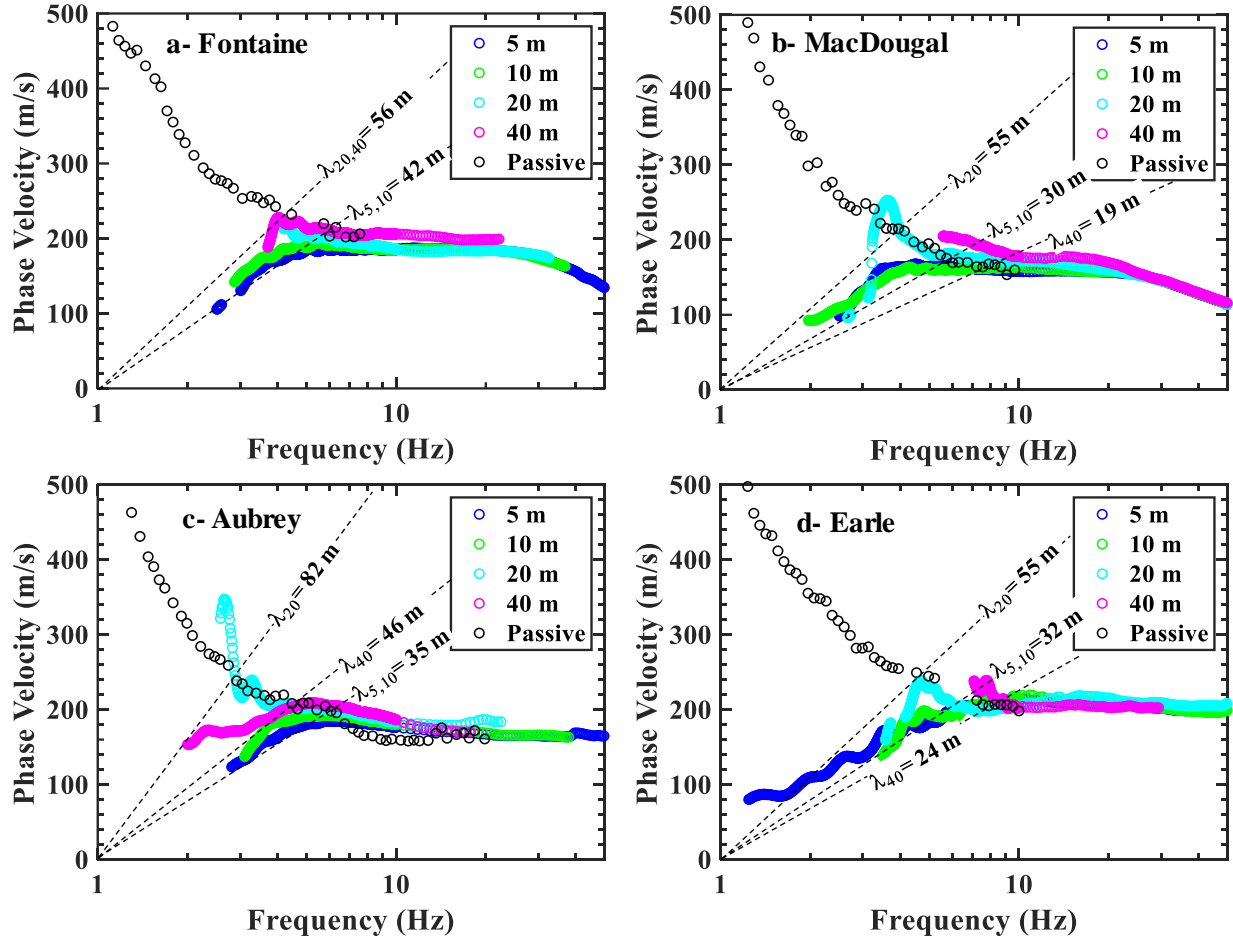 a- Fontaine
5 m
10 m
20 m
40 m
Passive
λ20,40= 56 m
λ5,10= 42 m
500
400
300
200
100
0
1
10
Phase Velocity (m/s)
Frequency (Hz)
b- MacDougal
5 m
10 m
20 m
40 m
Passive
λ20= 55 m
λ5,10= 30 m
λ40= 19 m
500
400
300
200
100
0
1
10
Phase Velocity (m/s)
Frequency (Hz)
c- Aubrey
5 m
10 m
20 m
40 m
Passive
λ20= 82 m
λ40= 46 m
λ5,10= 35 m
500
400
300
200
100
0
1
10
Phase Velocity (m/s)
Frequency (Hz)
d- Earle
5 m
10 m
20 m
40 m
Passive
λ20= 55 m
λ5,10= 32 m
λ40= 24 m
500
400
300
200
100
0
1
10
Phase Velocity (m/s)
Frequency (Hz)